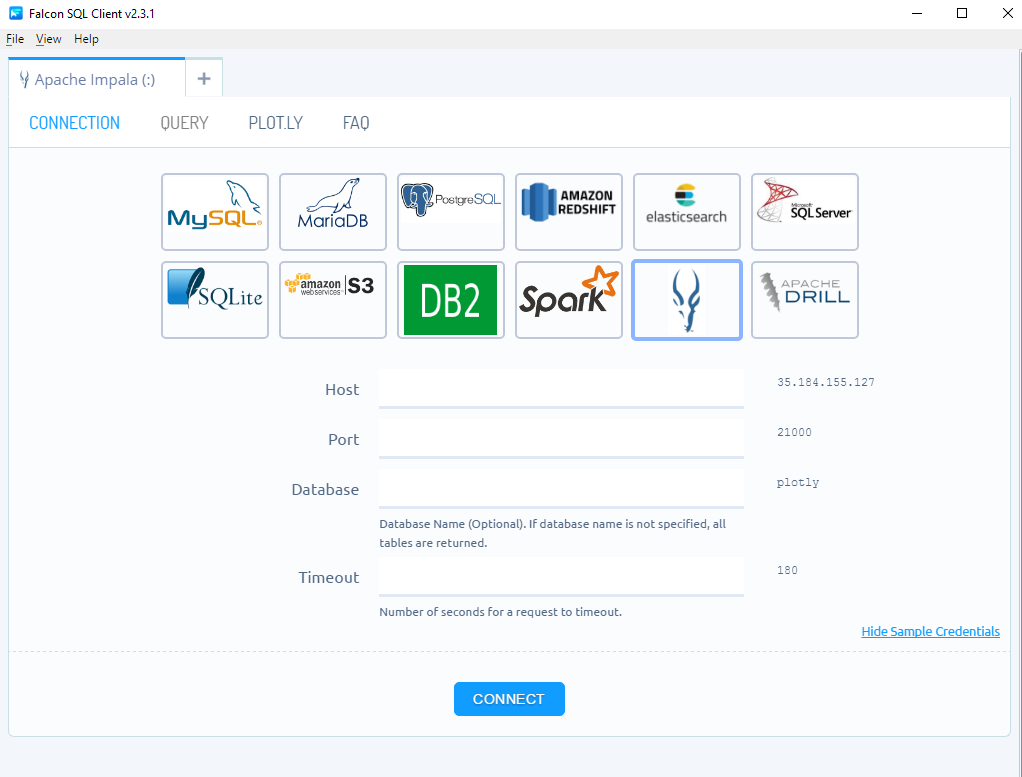 Falcon SQL Client v2.3.1
File View Help
Apache Impala (:) +
CONNECTION QUERY PLOT.LY FAQ
MySQL® MariaDB PostgreSQL AMAZON REDSHIFT elasticsearch Microsoft SQL Server
SQLite amazon webservices S3 DB2 Spark APACHE DRILL
Host 35.184.155.127
Port 21000
Database plotly
Database Name (Optional). If database name is not specified, all
tables are returned.
Timeout 180
Number of seconds for a request to timeout.
Hide Sample Credentials
CONNECT